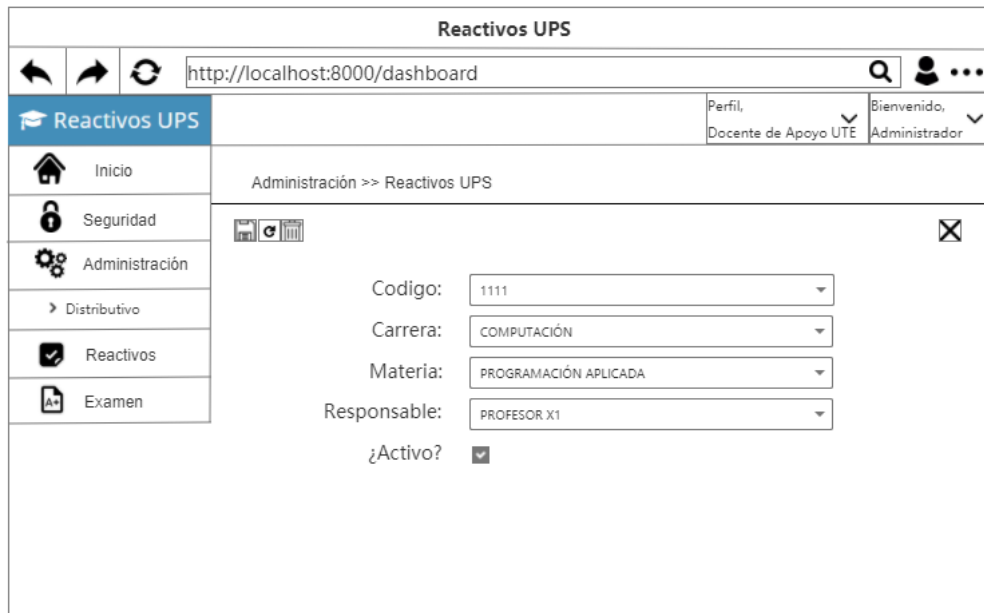 Reactivos UPS
http://localhost:8000/dashboard
Reactivos UPS
Perfil,
Docente de Apoyo UTE
Bienvenido,
Administrador
Inicio
Seguridad
Administración
Distributivo
Reactivos
A+
Examen
Administración >> Reactivos UPS
Codigo: 1111
Carrera: COMPUTACIÓN
Materia: PROGRAMACIÓN APLICADA
Responsable: PROFESOR X1
¿Activo?